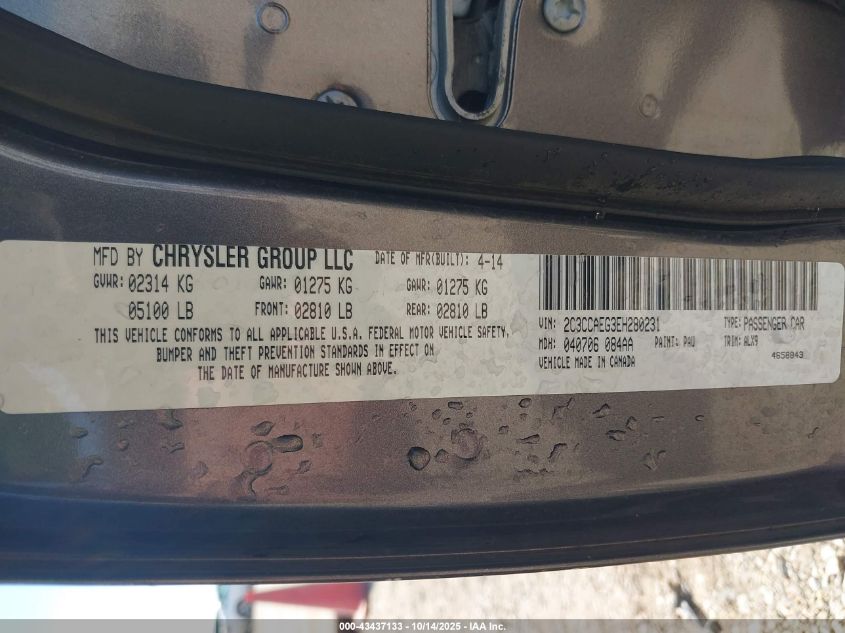 MFD BY CHRYSLER GROUP LLC DATE OF MFR(BUILT): 4-14
GVWR: 02314 KG GAWR: 01275 KG GAWR: 01275 KG
05100 LB FRONT: 02810 LB REAR: 02810 LB
THIS VEHICLE CONFORMS TO ALL APPLICABLE U.S.A. FEDERAL MOTOR VEHICLE SAFETY,
BUMPER AND THEFT PREVENTION STANDARDS IN EFFECT ON
THE DATE OF MANUFACTURE SHOWN ABOVE.
VIN: 2C3CCAEG3EH280231 TYPE: PASSENGER CAR
MDH: 040706 084AA PAINT: PAU TRIM: ALX9
VEHICLE MADE IN CANADA 4658943
000-43437133 - 10/14/2025 - IAA Inc.